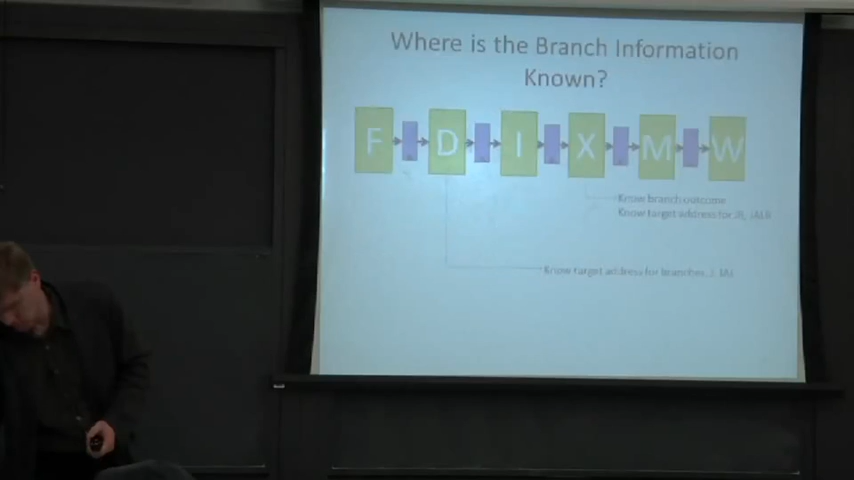 Where is the Branch Information
Known?
F D I X M W
Know branch outcome
Know target address for JR, JALR
Know target address for branches, J, JAL